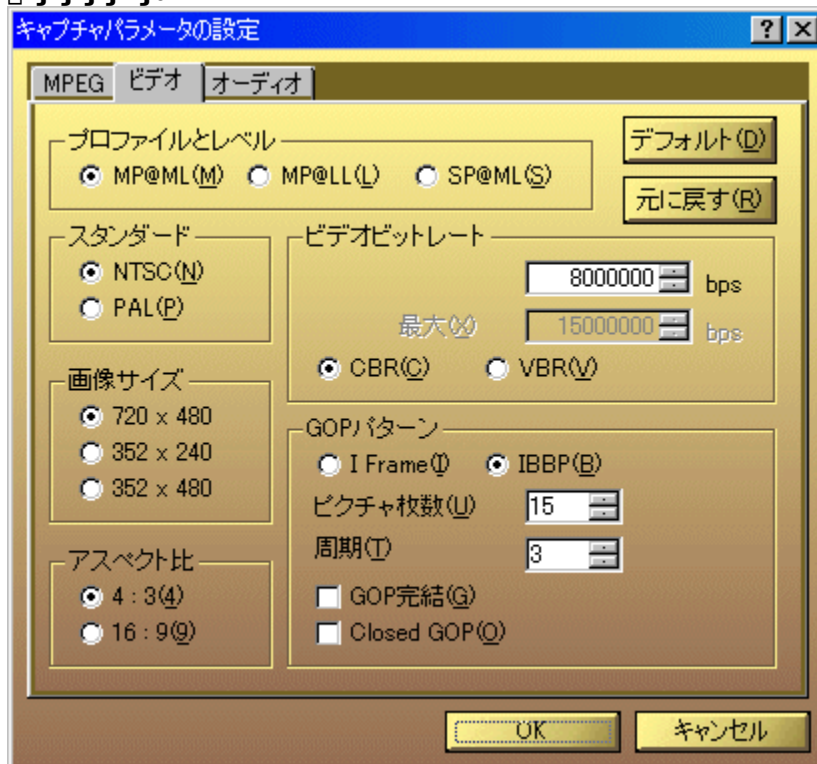 キャプチャパラメータの設定
MPEG ビデオ オーディオ
プロファイルとレベル
MP@ML(M) MP@LL(L) SP@ML(S)
デフォルト(D)
元に戻す(R)
スタンダード
NTSC(N)
PAL(P)
ビデオビットレート
8000000 bps
最大(X) 15000000 bps
CBR(C) VBR(V)
画像サイズ
720 x 480
352 x 240
352 x 480
GOPパターン
I Frame(I) IBBP(B)
ピクチャ枚数(U) 15
周期(T) 3
GOP完結(G)
Closed GOP(O)
アスペクト比
4 : 3(4)
16 : 9(9)
OK キャンセル